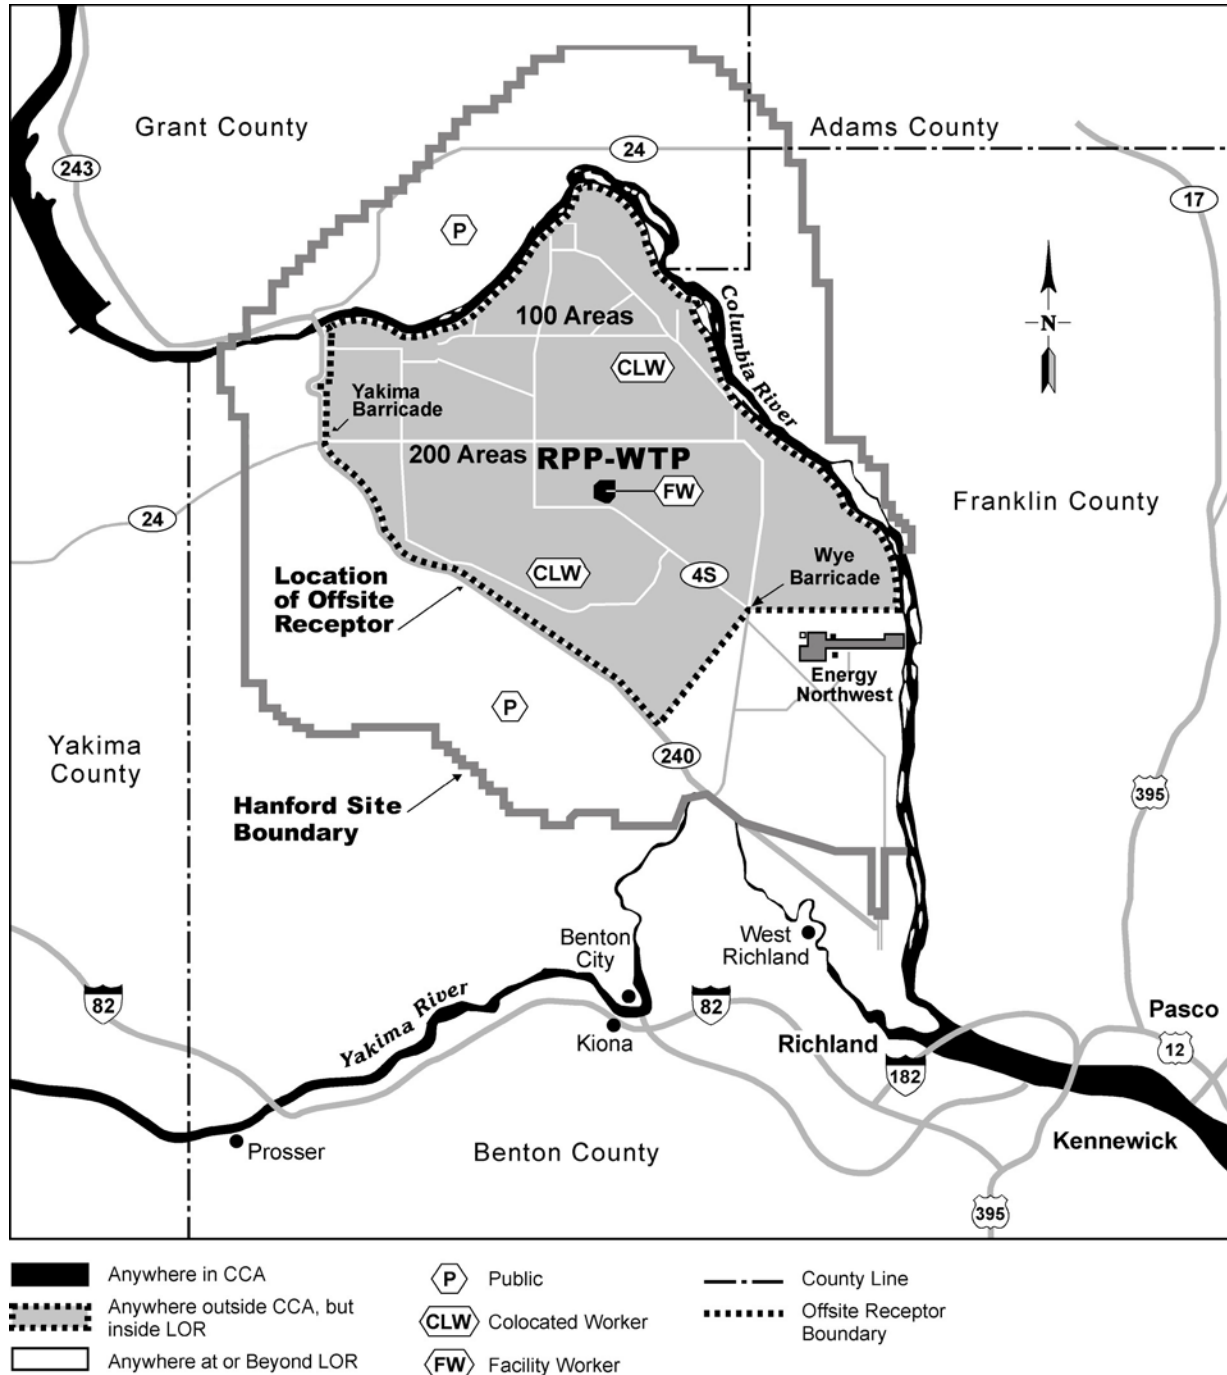 Grant County
Adams County
24
243
17
P
Columbia River
N
100 Areas
CLW
Yakima
Barricade
200 Areas
RPP-WTP
FW
Franklin County
24
Wye
Barricade
Location
of Offsite
Receptor
CLW
4S
Energy
Northwest
P
Yakima
County
240
395
Hanford Site
Boundary
Benton
City
West
Richland
82
Yakima River
82
Pasco
Kiona
Richland
12
182
Prosser
Benton County
Kennewick
395
Anywhere in CCA
P
Public
County Line
Anywhere outside CCA, but
inside LOR
CLW
Colocated Worker
Offsite Receptor
Boundary
Anywhere at or Beyond LOR
FW
Facility Worker